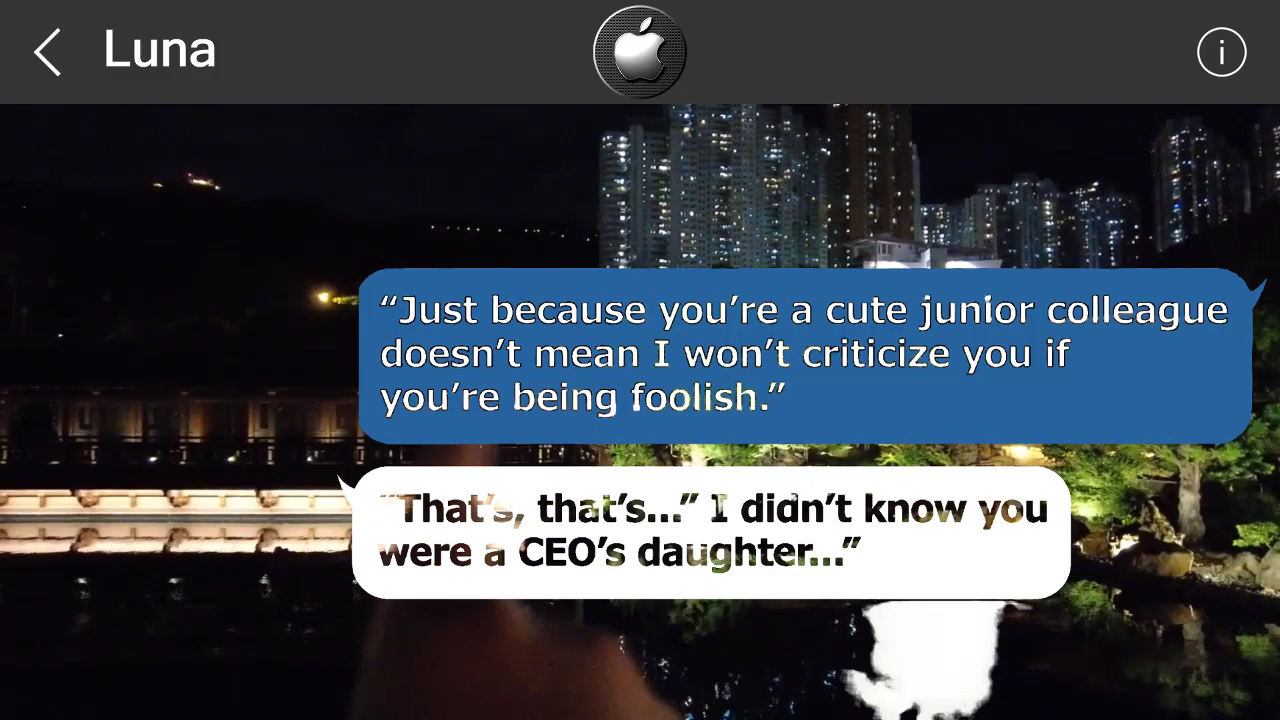 Luna
i
“Just because you’re a cute junior colleague
doesn’t mean I won’t criticize you if
you’re being foolish.”
“That’s, that’s...” I didn’t know you
were a CEO’s daughter...”